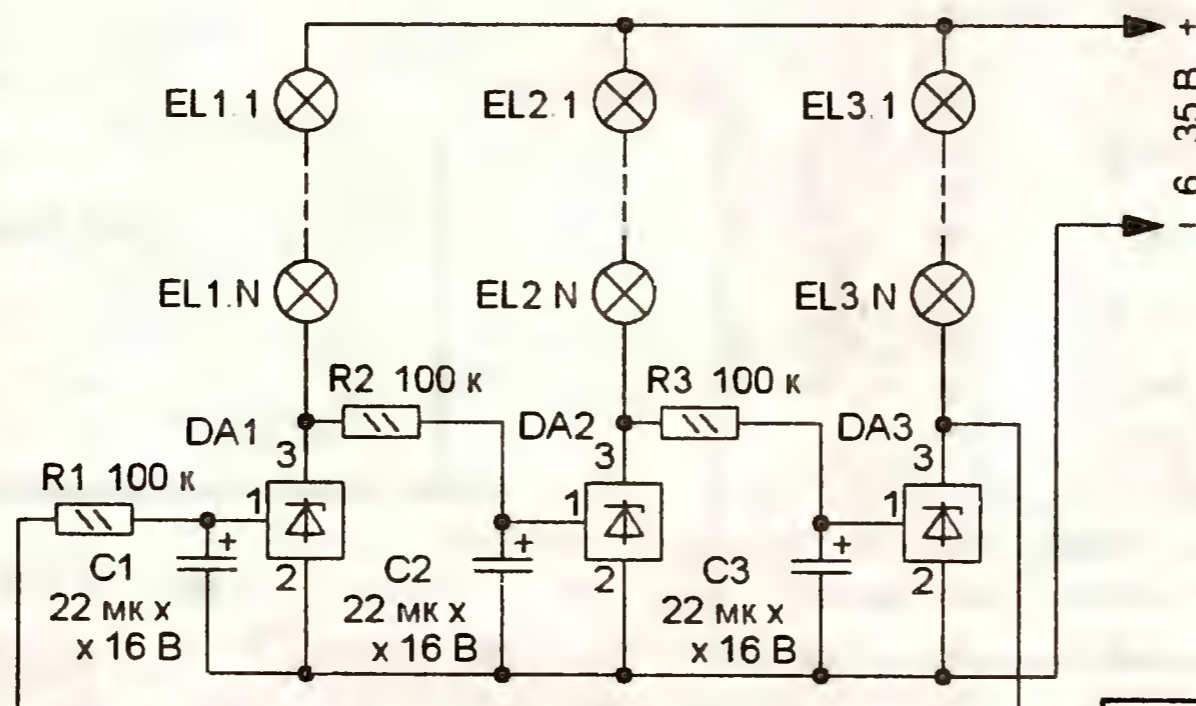 EL1.1
EL2.1
EL3.1
+
6 35 В
−
EL1.N
EL2 N
EL3.N
R2 100 к
R3 100 к
DA1
3
DA2
3
DA3
3
R1 100 к
1
1
1
+
+
+
C1
22 мк x
x 16 В
2
C2
22 мк x
x 16 В
2
C3
22 мк x
x 16 В
2